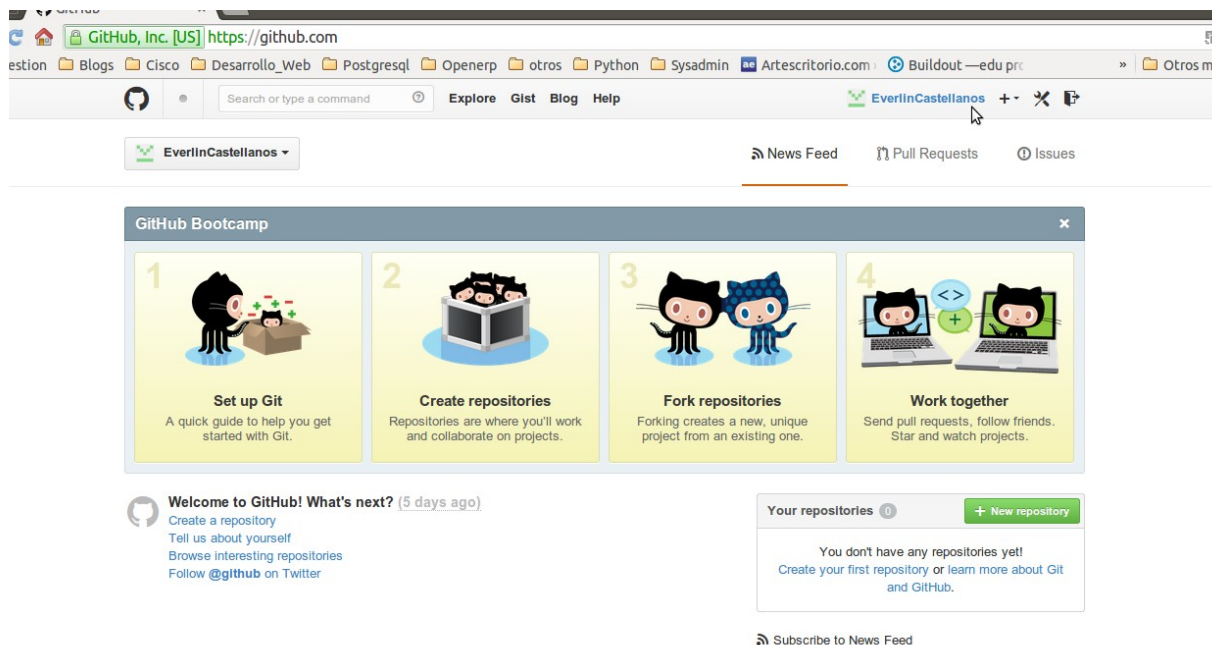 GitHub
GitHub, Inc. [US] https://github.com
estion Blogs Cisco Desarrollo_Web Postgresql Openerp otros Python Sysadmin ae Artescritorio.com Buildout —edu pro » Otros m
Search or type a command Explore Gist Blog Help EverlinCastellanos
EverlinCastellanos News Feed Pull Requests Issues
GitHub Bootcamp
1
Set up Git
A quick guide to help you get
started with Git.
2
Create repositories
Repositories are where you'll work
and collaborate on projects.
3
Fork repositories
Forking creates a new, unique
project from an existing one.
4
Work together
Send pull requests, follow friends.
Star and watch projects.
Welcome to GitHub! What's next? (5 days ago)
Create a repository
Tell us about yourself
Browse interesting repositories
Follow @github on Twitter
Your repositories 0 + New repository
You don't have any repositories yet!
Create your first repository or learn more about Git
and GitHub.
Subscribe to News Feed